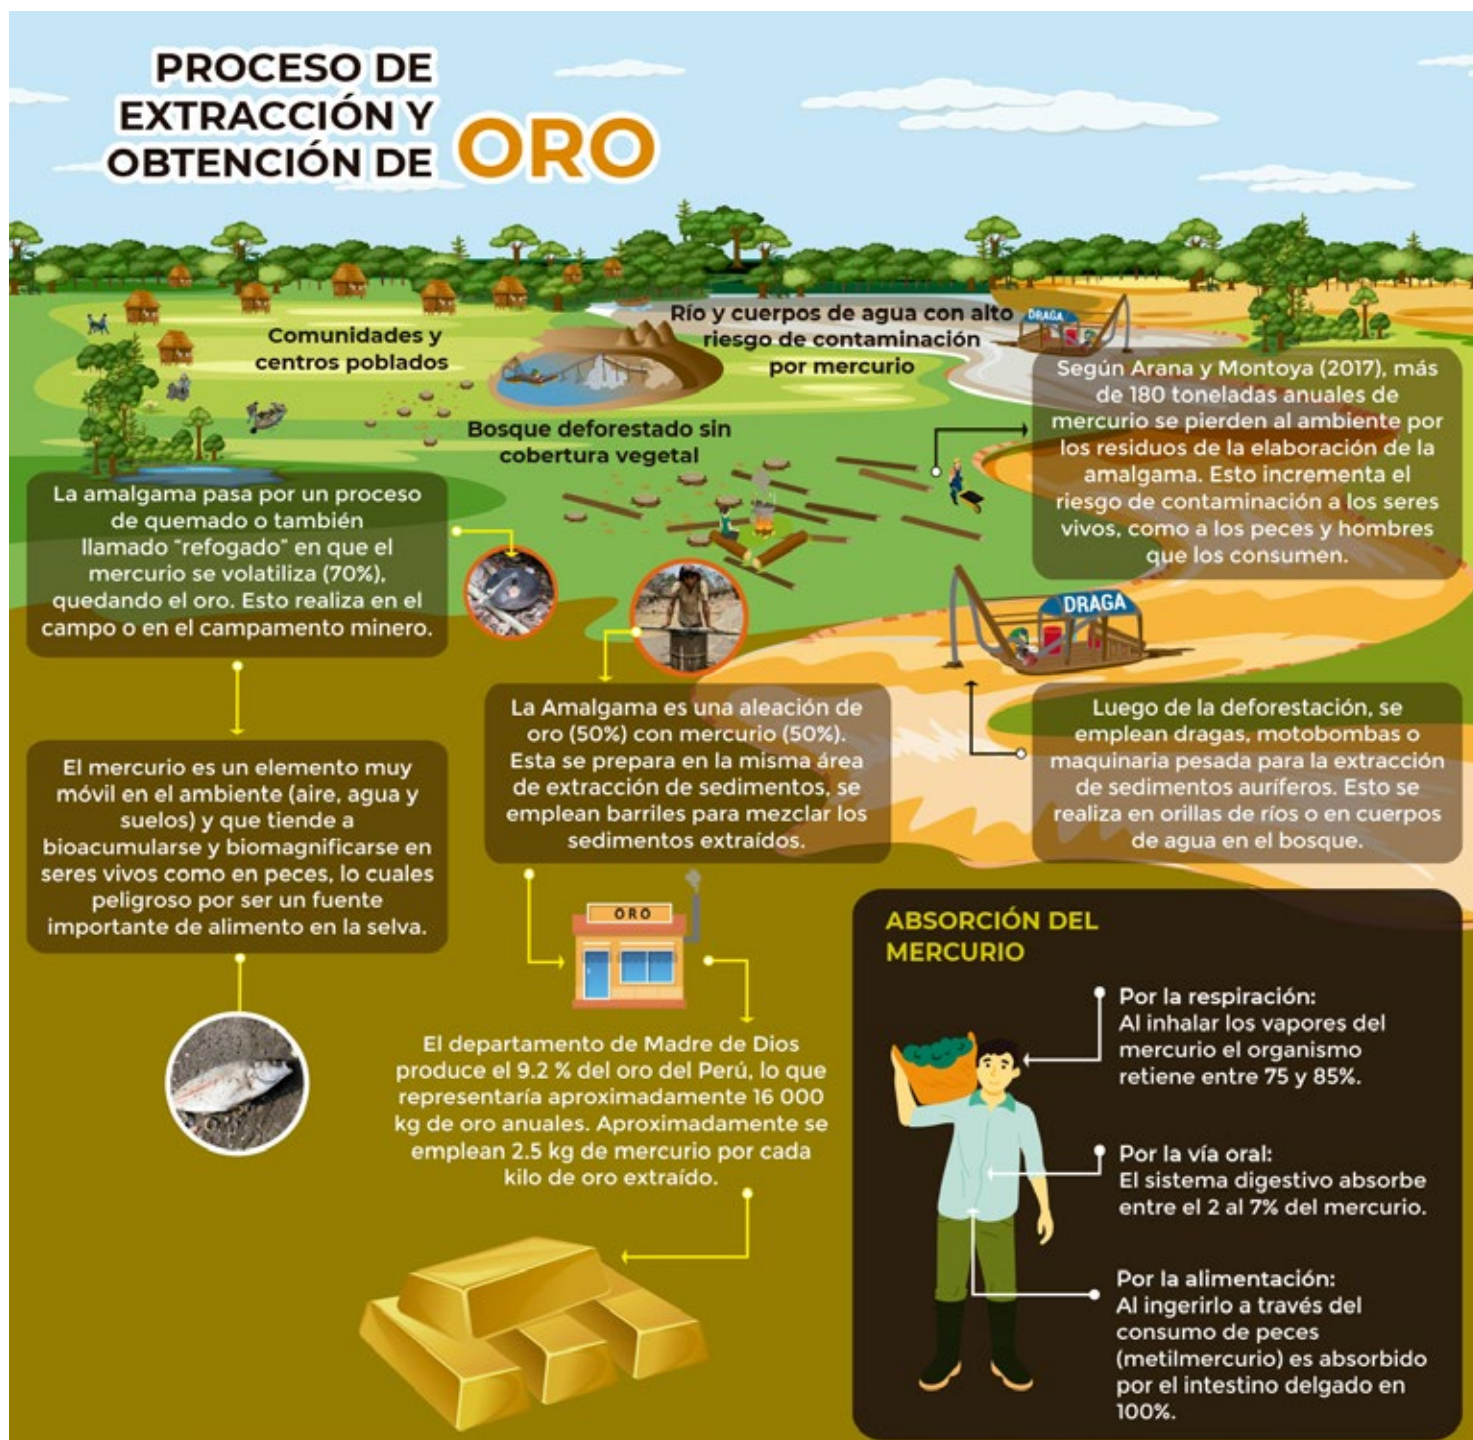 PROCESO DE
EXTRACCIÓN Y
OBTENCIÓN DE
ORO
Comunidades y
centros poblados
Río y cuerpos de agua con alto
riesgo de contaminación
por mercurio
DRAGA
Bosque deforestado sin
cobertura vegetal
Según Arana y Montoya (2017), más
de 180 toneladas anuales de
mercurio se pierden al ambiente por
los residuos de la elaboración de la
amalgama. Esto incrementa el
riesgo de contaminación a los seres
vivos, como a los peces y hombres
que los consumen.
La amalgama pasa por un proceso
de quemado o también
llamado “refogado” en que el
mercurio se volatiliza (70%),
quedando el oro. Esto realiza en el
campo o en el campamento minero.
DRAGA
La Amalgama es una aleación de
oro (50%) con mercurio (50%).
Esta se prepara en la misma área
de extracción de sedimentos, se
emplean barriles para mezclar los
sedimentos extraídos.
Luego de la deforestación, se
emplean dragas, motobombas o
maquinaria pesada para la extracción
de sedimentos auríferos. Esto se
realiza en orillas de ríos o en cuerpos
de agua en el bosque.
El mercurio es un elemento muy
móvil en el ambiente (aire, agua y
suelos) y que tiende a
bioacumularse y biomagnificarse en
seres vivos como en peces, lo cuales
peligroso por ser un fuente
importante de alimento en la selva.
ORO
El departamento de Madre de Dios
produce el 9.2 % del oro del Perú, lo que
representaría aproximadamente 16 000
kg de oro anuales. Aproximadamente se
emplean 2.5 kg de mercurio por cada
kilo de oro extraído.
ABSORCIÓN DEL
MERCURIO
Por la respiración:
Al inhalar los vapores del
mercurio el organismo
retiene entre 75 y 85%.
Por la vía oral:
El sistema digestivo absorbe
entre el 2 al 7% del mercurio.
Por la alimentación:
Al ingerirlo a través del
consumo de peces
(metilmercurio) es absorbido
por el intestino delgado en
100%.